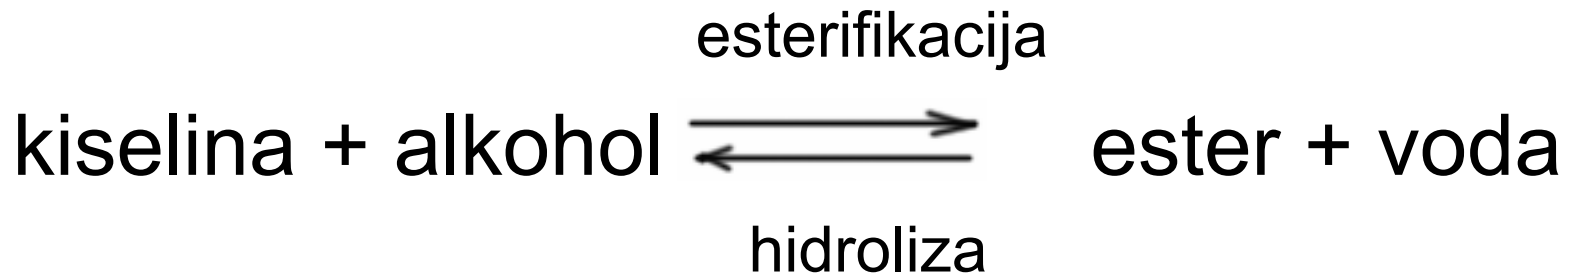 esterifikacija
kiselina + alkohol ester + voda
hidroliza